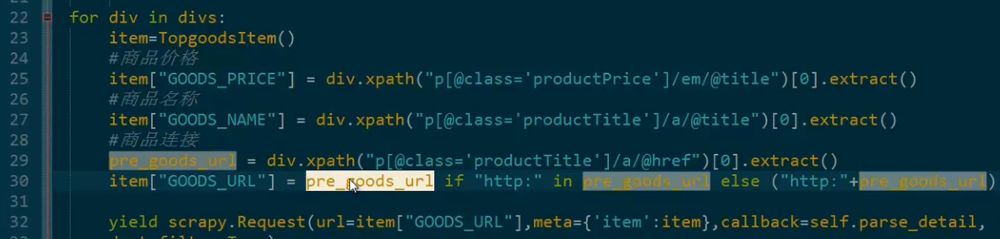 22 for div in divs:
23 item=TopgoodsItem()
24 #商品价格
25 item["GOODS_PRICE"] = div.xpath("p[@class='productPrice']/em/@title")[0].extract()
26 #商品名称
27 item["GOODS_NAME"] = div.xpath("p[@class='productTitle']/a/@title")[0].extract()
28 #商品连接
29 pre_goods_url = div.xpath("p[@class='productTitle']/a/@href")[0].extract()
30 item["GOODS_URL"] = pre_goods_url if "http:" in pre_goods_url else ("http:"+pre_goods_url)
31
32 yield scrapy.Request(url=item["GOODS_URL"],meta={'item':item},callback=self.parse_detail,